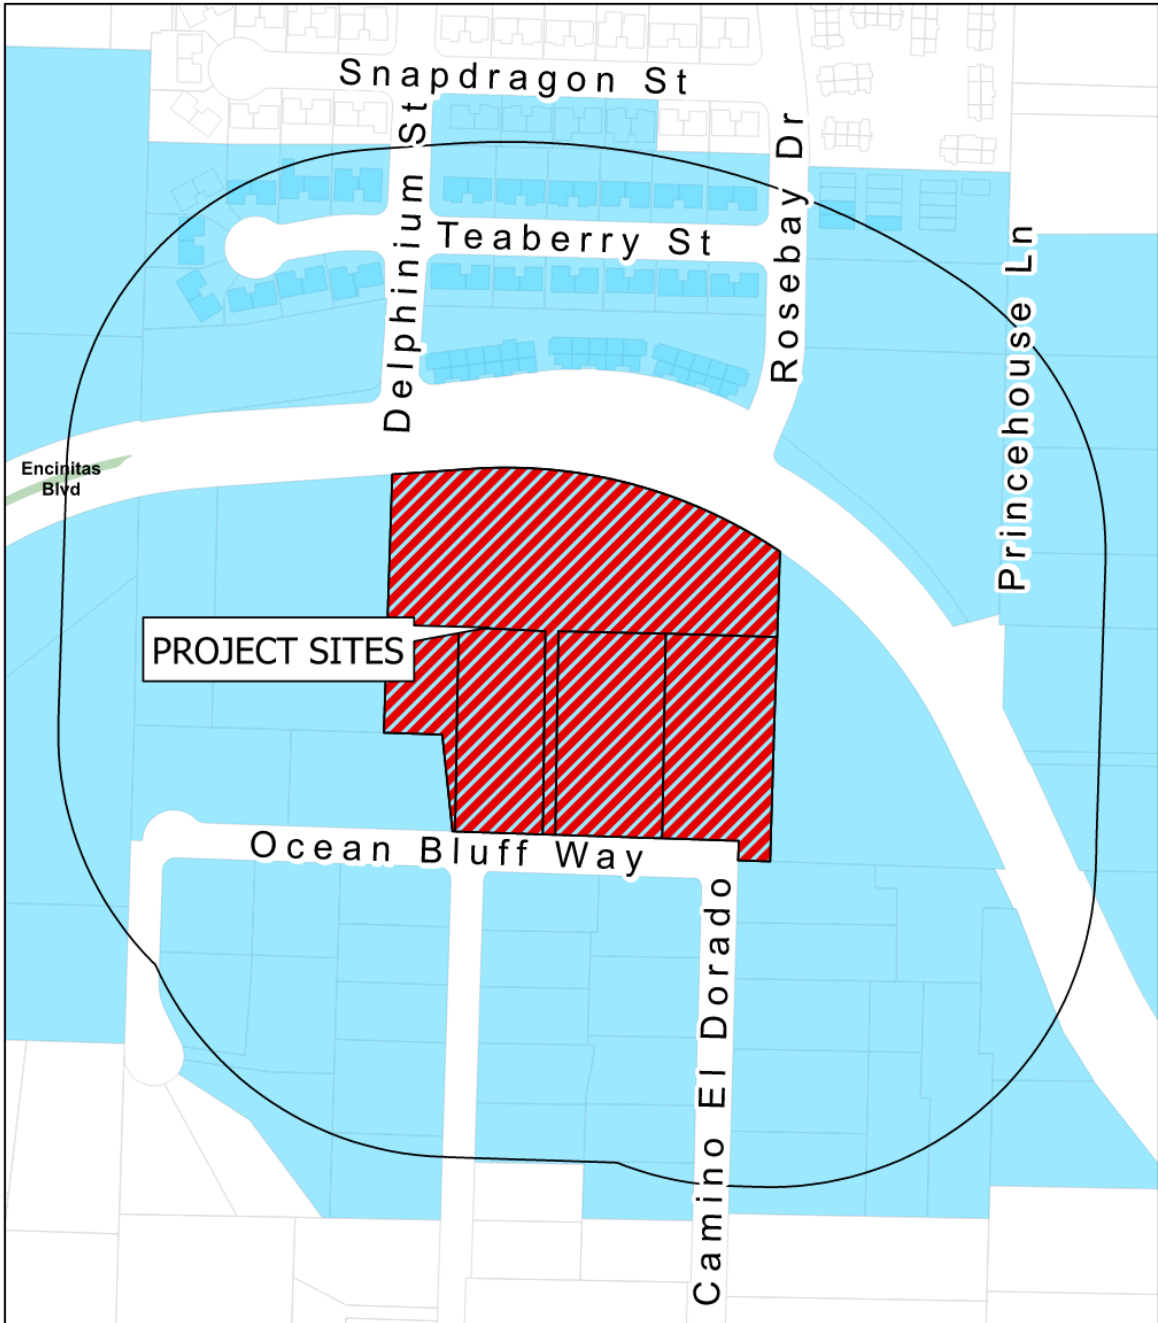 Snapdragon St
Delphinium St
Rosebay Dr
Teaberry St
Princehouse Ln
Encinitas
Blvd
PROJECT SITES
Ocean Bluff Way
Camino El Dorado